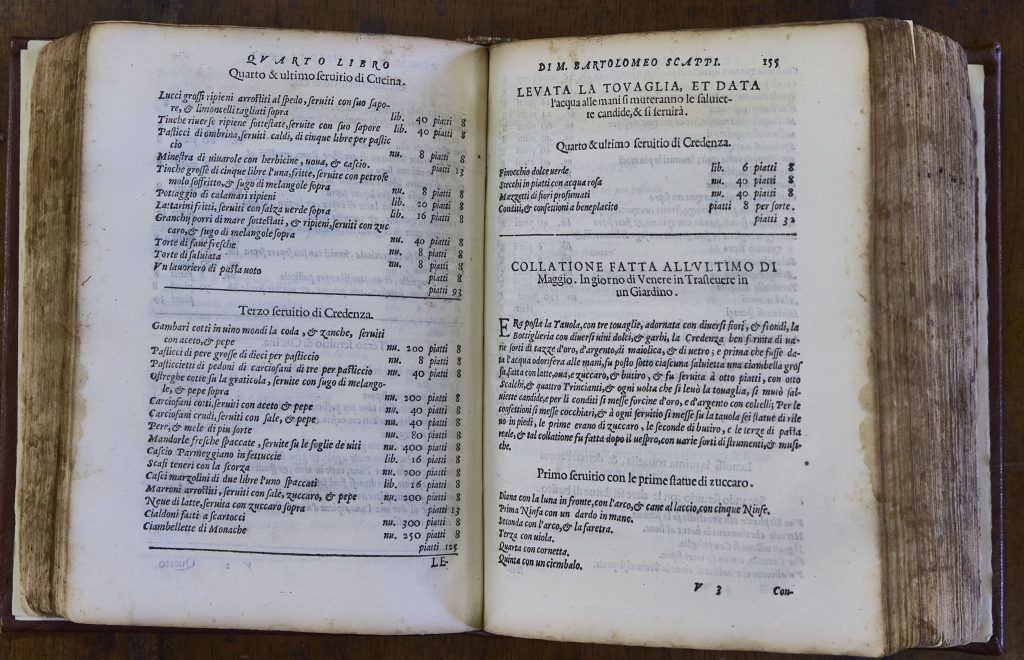 QVARTO LIBRO
Quarto & ultimo seruitio di Cucina.
Lucci grossi ripieni arrostiti al spedo, seruiti con suo sapo-
re, & limoncelli tagliati sopra lib. 40 piatti 8
Tinche riuerse ripiene sottestate, seruite con suo sapore lib. 40 piatti 8
Pasticci di ombrina, seruiti caldi, di cinque libre per pastic
cio nu. 8 piatti 8
Minestra di viuarole con herbicine, uoua, & cascio. piatti 13
Tinche grosse di cinque libre l'una, fritte, seruite con petrose
molo soffritto, & sugo di melangole sopra nu. 8 piatti 8
Pottaggio di calamari ripieni lib. 20 piatti 8
Lattarini fritti, seruiti con salza uerde sopra lib. 16 piatti 8
Granchij porri di mare sottestati, & ripieni, seruiti con zuc
caro, & sugo di melangole sopra nu. 40 piatti 8
Torte di faue fresche nu. 8 piatti 8
Torte di saluiata nu. 8 piatti 8
Vn lauoriero di pasta uoto piatti 8
piatti 93
Terzo seruitio di Credenza.
Gambari cotti in uino mondi la coda, & zanche, seruiti
con aceto, & pepe nu. 200 piatti 8
Pasticci di pere grosse di dieci per pasticcio nu. 8 piatti 8
Pasticcietti di pedoni di carciofani di tre per pasticcio nu. 40 piatti 8
Ostreghe cotte su la graticola, seruite con sugo di melango-
le, & pepe sopra nu. 200 piatti 8
Carciofani cotti, seruiti con aceto & pepe nu. 40 piatti 8
Carciofani crudi, seruiti con sale, & pepe nu. 40 piatti 8
Pere, & mele di piu sorte nu. 80 piatti 8
Mandorle fresche spaccate, seruite su le foglie de uiti nu. 400 piatti 8
Cascio Parmeggiano in fettuccie lib. 16 piatti 8
Scafi teneri con la scorza nu. 200 piatti 8
Casci marzolini di due libre l'uno spaccati lib. 16 piatti 8
Marroni arrostiti, seruiti con sale, zuccaro, & pepe nu. 200 piatti 8
Neue di latte, seruita con zuccaro sopra piatti 13
Cialdoni fatti a scartocci nu. 300 piatti 8
Ciambellette di Monache nu. 250 piatti 8
piatti 125
LE-
DI M. BARTOLOMEO SCAPPI. 155
LEVATA LA TOVAGLIA, ET DATA
l'acqua alle mani si muteranno le saluiet-
te candide, & si seruirà.
Quarto & ultimo seruitio di Credenza.
Finocchio dolce uerde lib. 6 piatti 8
Stecchi in piatti con acqua rosa nu. 40 piatti 8
Mazzetti di fiori profumati nu. 40 piatti 8
Confiti, & confettioni a beneplacito piatti 8 per sorte.
piatti 32
COLLATIONE FATTA ALL'VLTIMO DI
Maggio. In giorno di Venere in Trasteuere in
un Giardino.
ERa posta la Tauola, con tre touaglie, adornata con diuersi fiori, & frondi, la
Bottiglieria con diuersi uini dolci, & garbi, la Credenza ben fornita di ua-
rie sorti di tazze d'oro, d'argento, di maiolica, & di uetro; e prima che fusse da-
ta l'acqua odorifera alle mani, fu posto sotto ciascuna saluietta una ciambella gros
sa, fatta con latte, oua, e zuccaro, & butiro, & fu seruita à otto piatti, con otto
Scalchi, & quattro Trincianti, & ogni uolta che si leuò la touaglia, si mutò sal-
uiette candide, & per li conditi si messe forcine d'oro, e d'argento con coltelli; Per le
confettioni si messe cocchiari, & à ogni seruitio si messe su la tauola sei statue di rile
uo in piedi, le prime erano di zuccaro, le seconde di butiro, e le terze di pasta
reale, & tal collatione fu fatta dopo il uespro, con uarie sorti di strumenti, & musi-
che.
Primo seruitio con le prime statue di zuccaro.
Diana con la luna in fronte, con l'arco, & cane al laccio, con cinque Ninfe.
Prima Ninfa con un dardo in mano.
Seconda con l'arco, & la faretra.
Terza con uiola.
Quarta con cornetta.
Quinta con un ciembalo.
V 3 Con-